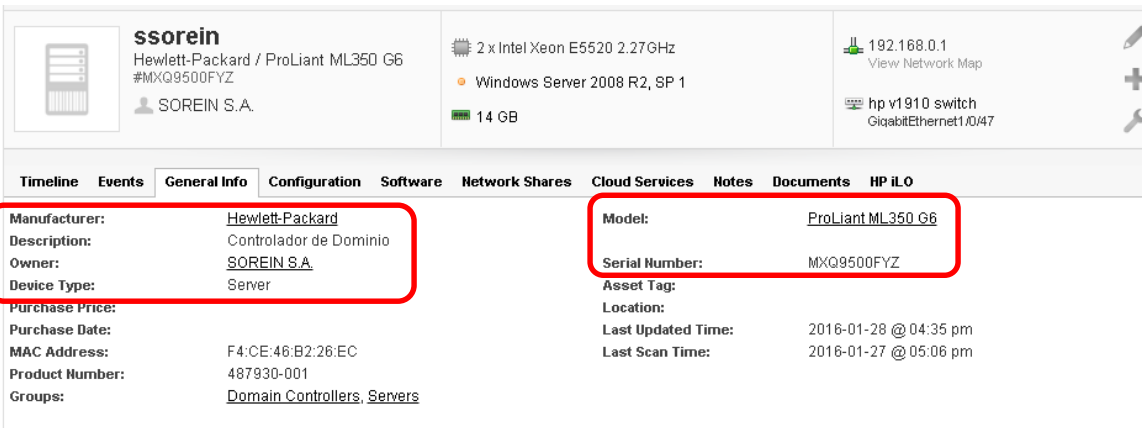 ssorein
Hewlett-Packard / ProLiant ML350 G6
#MXQ9500FYZ
SOREIN S.A.
2 x Intel Xeon E5520 2.27GHz
Windows Server 2008 R2, SP 1
14 GB
192.168.0.1
View Network Map
hp v1910 switch
GigabitEthernet1/0/47
Timeline Events General Info Configuration Software Network Shares Cloud Services Notes Documents HP iLO
Manufacturer: Hewlett-Packard
Description: Controlador de Dominio
Owner: SOREIN S.A.
Device Type: Server
Purchase Price:
Purchase Date:
MAC Address: F4:CE:46:B2:26:EC
Product Number: 487930-001
Groups: Domain Controllers, Servers
Model: ProLiant ML350 G6
Serial Number: MXQ9500FYZ
Asset Tag:
Location:
Last Updated Time: 2016-01-28 @ 04:35 pm
Last Scan Time: 2016-01-27 @ 05:06 pm